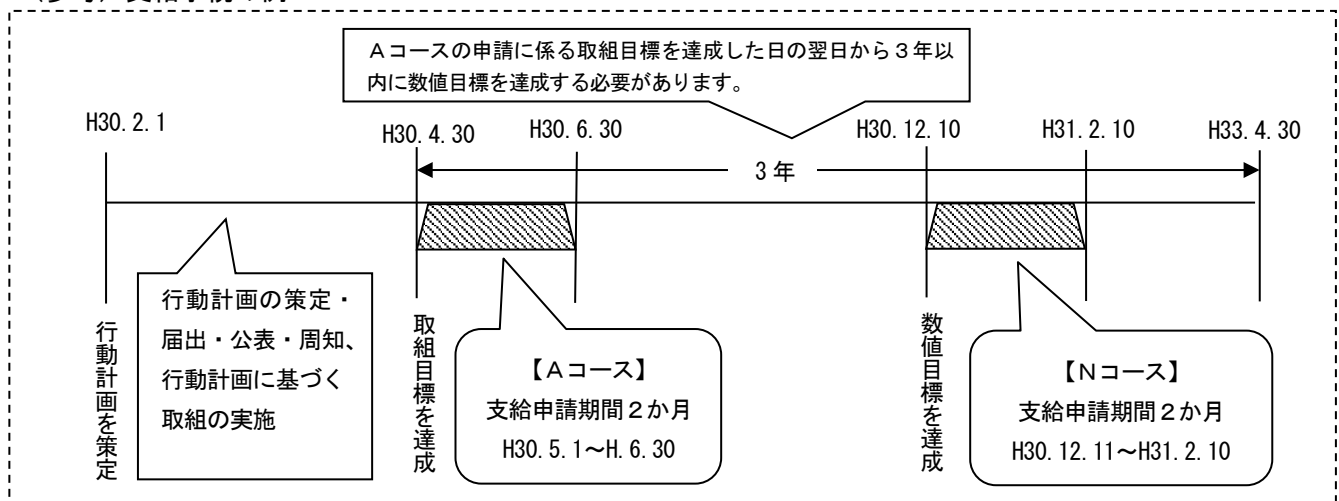 Aコースの申請に係る取組目標を達成した日の翌日から3年以
内に数値目標を達成する必要があります。
H30.2.1
H30.4.30
H30.6.30
H30.12.10
H31.2.10
H33.4.30
3年
行動計画の策定・
届出・公表・周知、
行動計画に基づく
取組の実施
行動計画を策定
取組目標を達成
【Aコース】
支給申請期間2か月
H30.5.1～H.6.30
数値目標を達成
【Nコース】
支給申請期間2か月
H30.12.11～H31.2.10